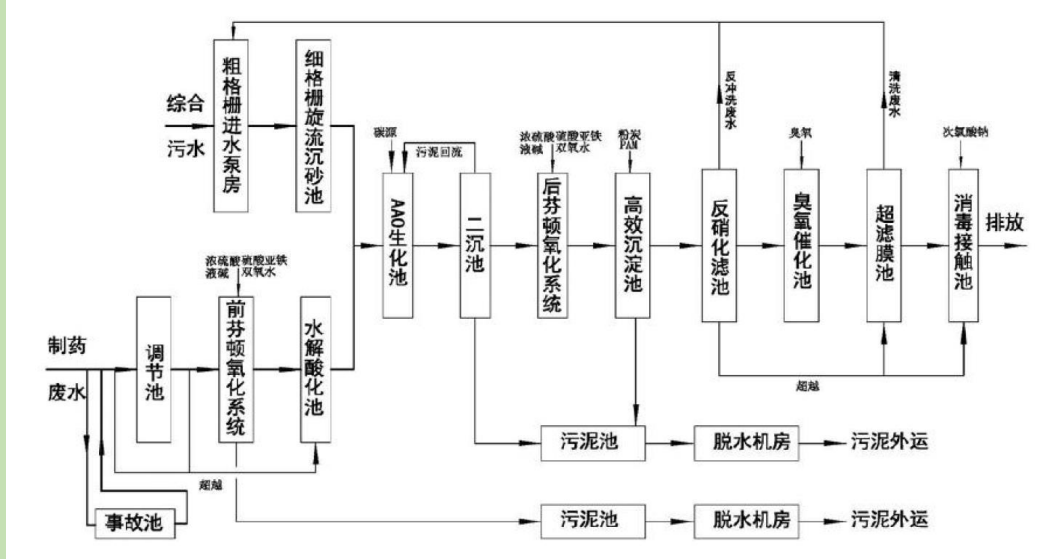 综合
污水
粗格栅进水泵房
细格栅旋流沉砂池
碳源
污泥回流
AAO生化池
二沉池
浓硫酸硫酸亚铁
液碱 双氧水
后芬顿氧化系统
粉炭
PAM
高效沉淀池
反冲洗废水
反硝化滤池
臭氧
臭氧催化池
清洗废水
超滤膜池
次氯酸钠
消毒接触池
排放
超越
制药
废水
调节池
浓硫酸硫酸亚铁
液碱 双氧水
前芬顿氧化系统
水解酸化池
超越
事故池
污泥池
脱水机房
污泥外运
污泥池
脱水机房
污泥外运